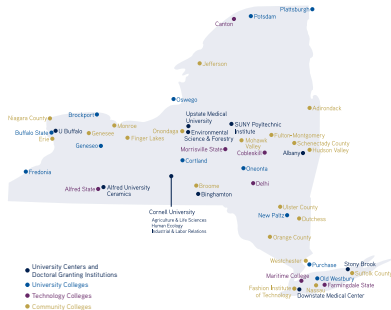 Plattsburgh
Potsdam
Canton
Jefferson
Adirondack
Oswego
Upstate Medical
University
Environmental
Science & Forestry
SUNY Polytechnic
Institute
Brockport
Monroe
Niagara County
Buffalo State
U Buffalo
Erie
Genesee
Finger Lakes
Onondaga
Geneseo
Morrisville State
Mohawk
Valley
Fulton-Montgomery
Schenectady County
Hudson Valley
Albany
Cobleskill
Cortland
Oneonta
Fredonia
Alfred State
Alfred University
Ceramics
Broome
Binghamton
Delhi
Cornell University
Agriculture & Life Sciences
Human Ecology
Industrial & Labor Relations
Ulster County
New Paltz
Dutchess
Orange County
Westchester
Purchase
Stony Brook
Suffolk County
Maritime College
Old Westbury
Farmingdale State
Nassau
Fashion Institute
of Technology
Downstate Medical Center
University Centers and
Doctoral Granting Institutions
University Colleges
Technology Colleges
Community Colleges